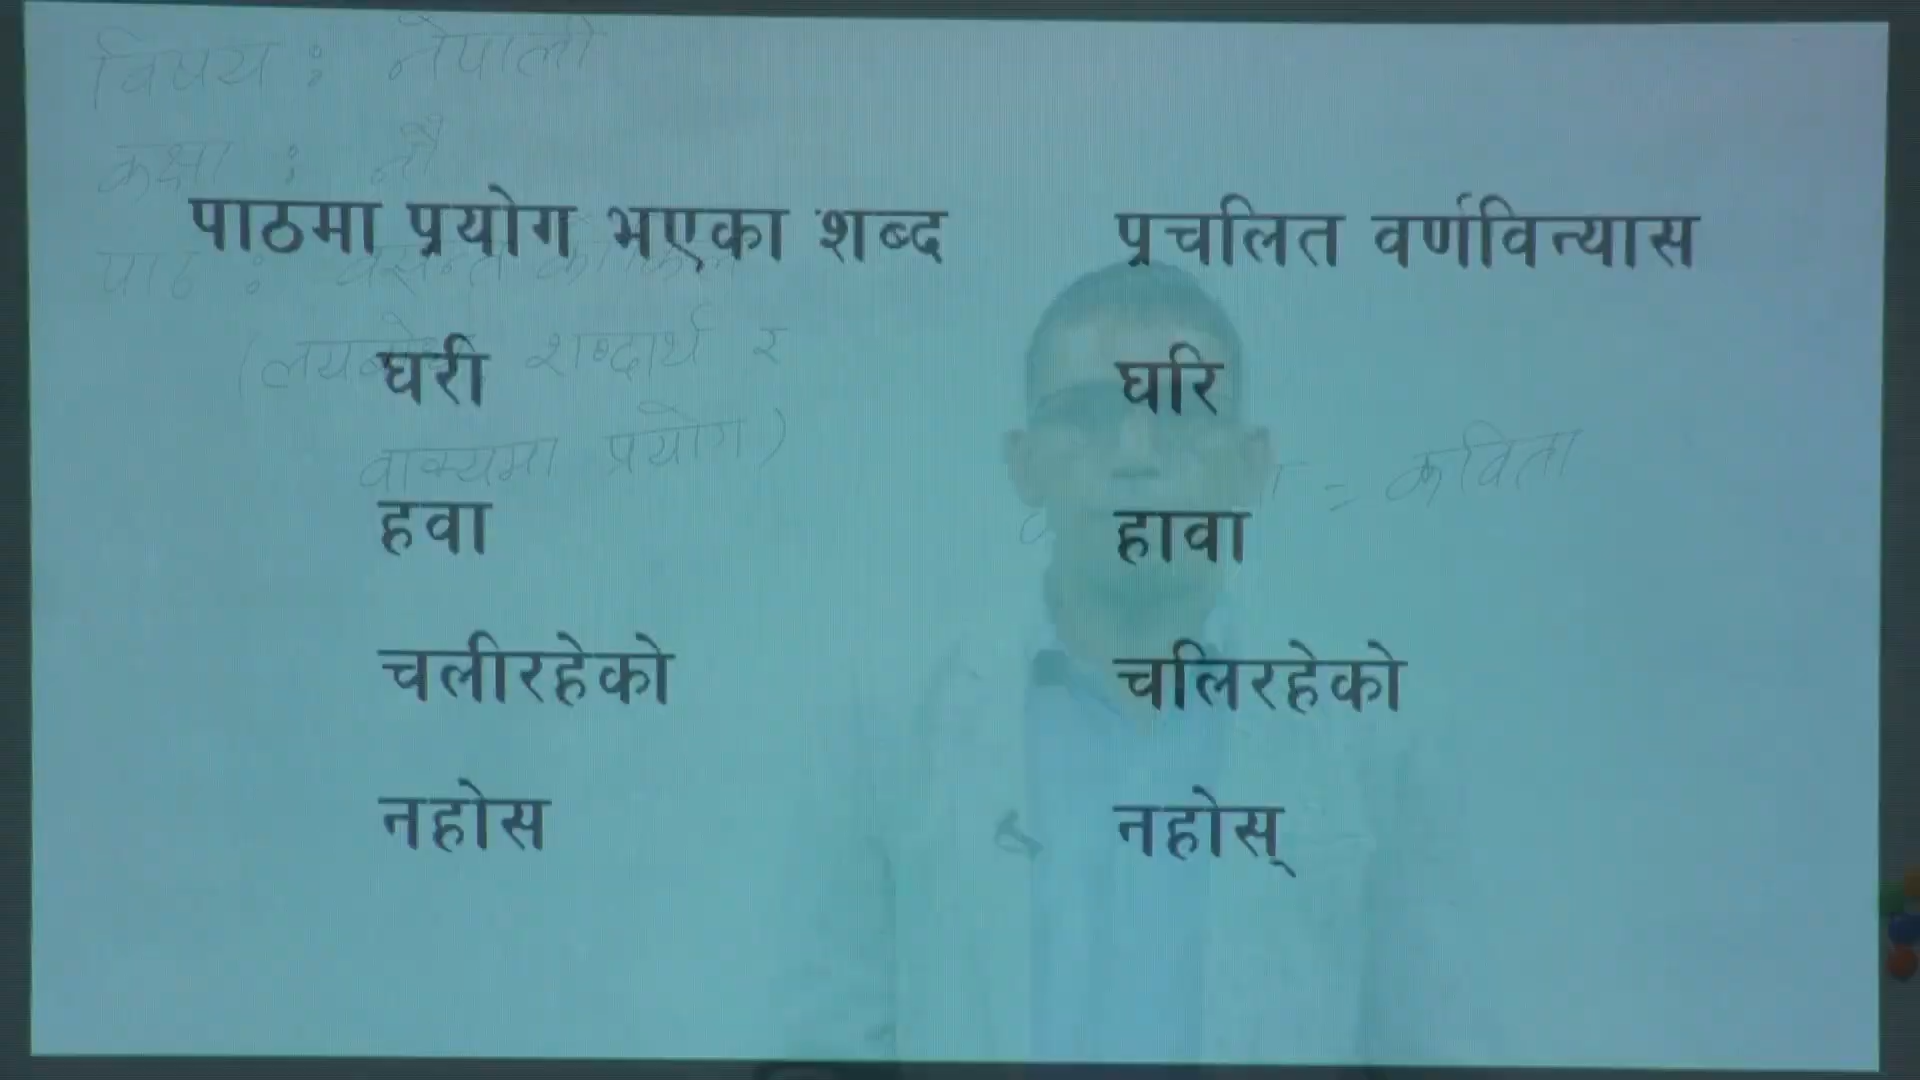 विषय : नेपाली
कक्षा : नौ
पाठमा प्रयोग भएका शब्द	प्रचलित वर्णविन्यास
पाठ : वसन्त कोकिल
शब्दार्थ र
घरी	घरि
वाक्यमा प्रयोग)
= कविता
हवा	हावा
चलीरहेको	चलिरहेको
नहोस	नहोस्